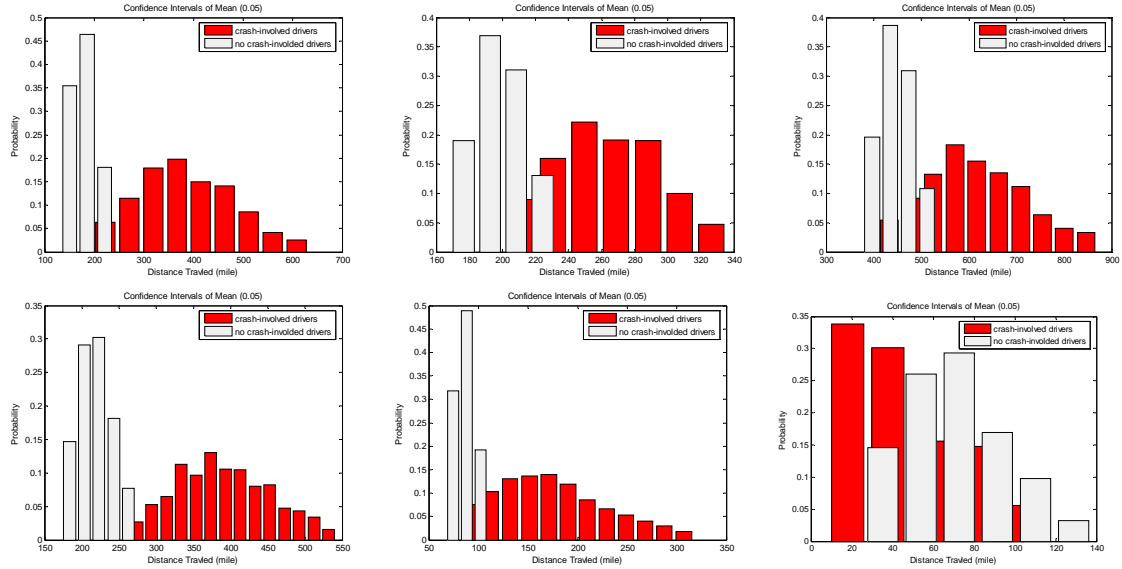 Confidence Intervals of Mean (0.05)
0.5
0.45
0.4
0.35
0.3
0.25
0.2
0.15
0.1
0.05
0
Probability
crash-involved drivers
no crash-involded drivers
100 200 300 400 500 600 700
Distance Travled (mile)
Confidence Intervals of Mean (0.05)
0.4
0.35
0.3
0.25
0.2
0.15
0.1
0.05
0
Probability
crash-involved drivers
no crash-involded drivers
160 180 200 220 240 260 280 300 320 340
Distance Travled (mile)
Confidence Intervals of Mean (0.05)
0.4
0.35
0.3
0.25
0.2
0.15
0.1
0.05
0
Probability
crash-involved drivers
no crash-involded drivers
300 400 500 600 700 800 900
Distance Travled (mile)
Confidence Intervals of Mean (0.05)
0.35
0.3
0.25
0.2
0.15
0.1
0.05
0
Probability
crash-involved drivers
no crash-involded drivers
150 200 250 300 350 400 450 500 550
Distance Travled (mile)
Confidence Intervals of Mean (0.05)
0.5
0.45
0.4
0.35
0.3
0.25
0.2
0.15
0.1
0.05
0
Probability
crash-involved drivers
no crash-involded drivers
50 100 150 200 250 300 350
Distance Travled (mile)
Confidence Intervals of Mean (0.05)
0.35
0.3
0.25
0.2
0.15
0.1
0.05
0
Probability
crash-involved drivers
no crash-involded drivers
0 20 40 60 80 100 120 140
Distance Travled (mile)